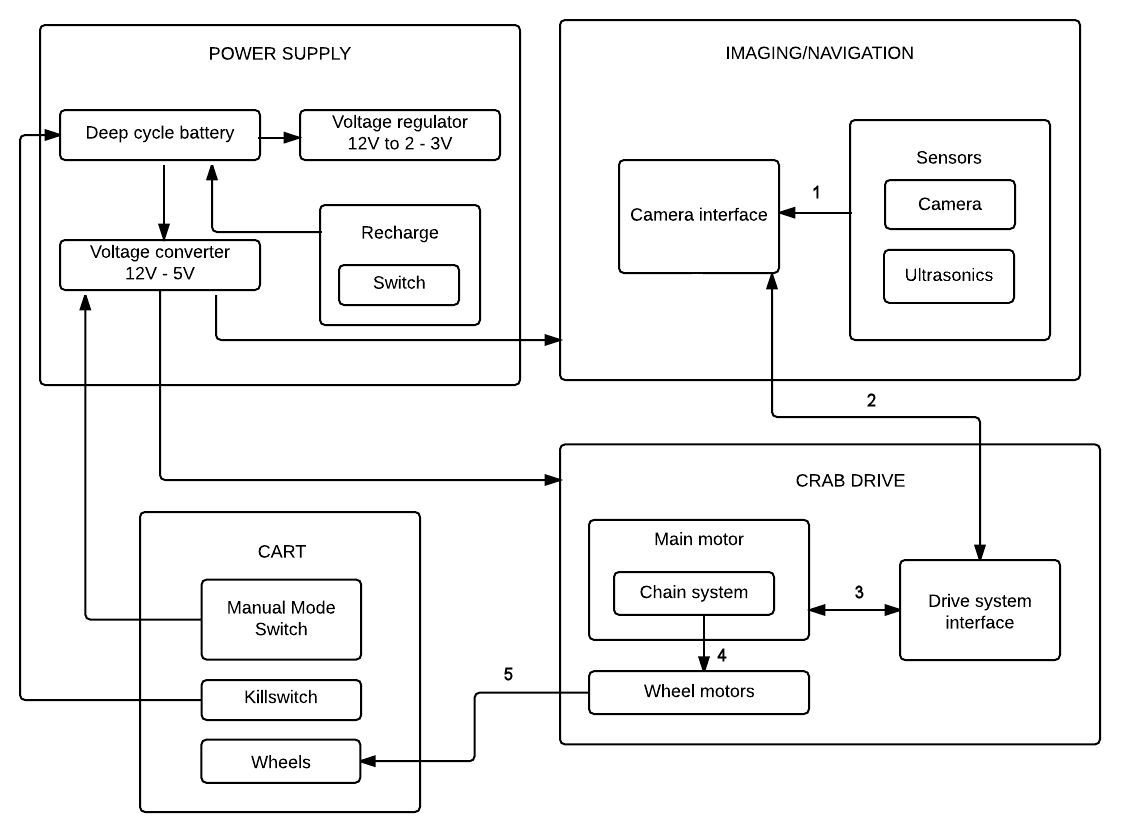 POWER SUPPLY
Deep cycle battery
Voltage regulator
12V to 2 - 3V
Recharge
Switch
Voltage converter
12V - 5V
IMAGING/NAVIGATION
Camera interface
1
Sensors
Camera
Ultrasonics
2
CRAB DRIVE
Main motor
Chain system
3
Drive system
interface
4
Wheel motors
5
CART
Manual Mode
Switch
Killswitch
Wheels